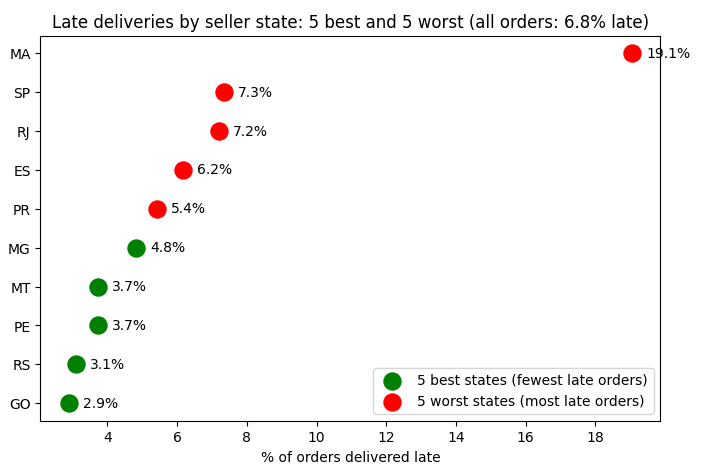 Late deliveries by seller state: 5 best and 5 worst (all orders: 6.8% late)
MA 19.1%
SP 7.3%
RJ 7.2%
ES 6.2%
PR 5.4%
MG 4.8%
MT 3.7%
PE 3.7%
RS 3.1%
GO 2.9%
5 best states (fewest late orders)
5 worst states (most late orders)
4 6 8 10 12 14 16 18
% of orders delivered late